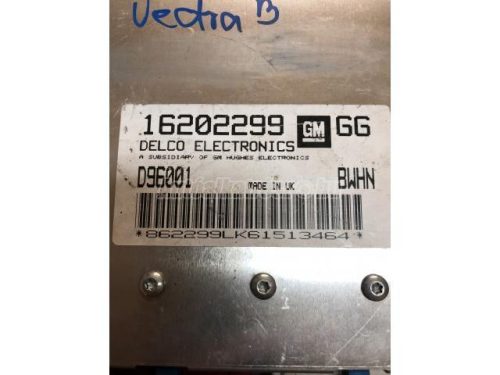 Vectra B
16202299 GM GG
DELCO ELECTRONICS
A SUBSIDIARY OF GM HUGHES ELECTRONICS
D96001 MADE IN UK BWHN
*862299LK61513464*